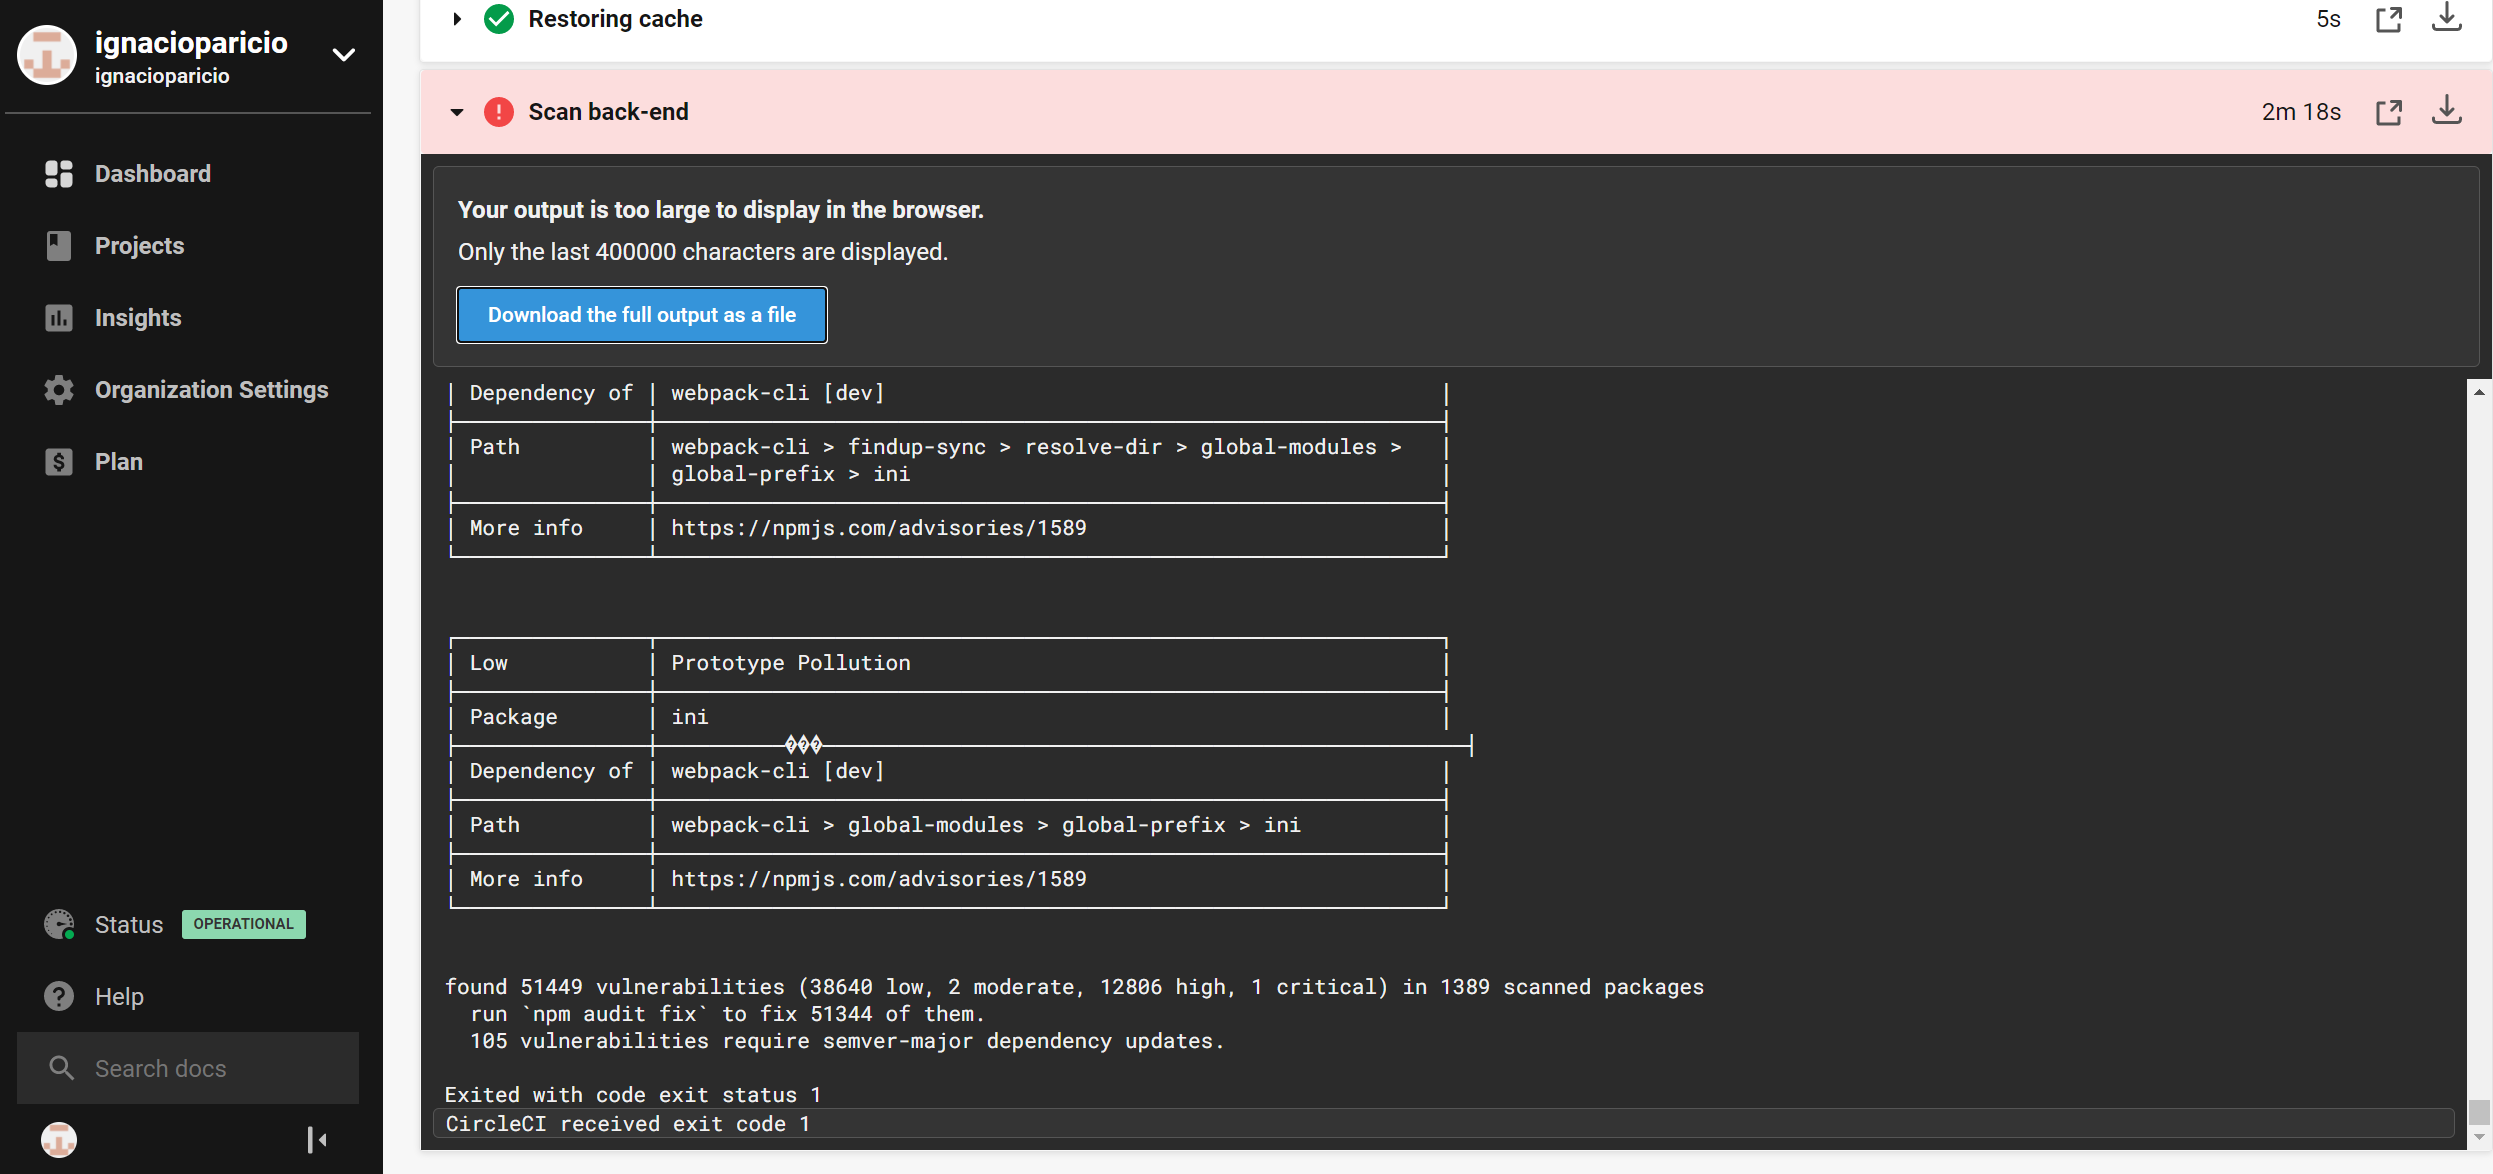 ignacioparicio
ignacioparicio
Dashboard
Projects
Insights
Organization Settings
Plan
Status OPERATIONAL
Help
Search docs
Restoring cache 5s
Scan back-end 2m 18s
Your output is too large to display in the browser.
Only the last 400000 characters are displayed.
Download the full output as a file
Dependency of webpack-cli [dev]
Path webpack-cli > findup-sync > resolve-dir > global-modules >
global-prefix > ini
More info https://npmjs.com/advisories/1589
Low Prototype Pollution
Package ini
���
Dependency of webpack-cli [dev]
Path webpack-cli > global-modules > global-prefix > ini
More info https://npmjs.com/advisories/1589
found 51449 vulnerabilities (38640 low, 2 moderate, 12806 high, 1 critical) in 1389 scanned packages
run `npm audit fix` to fix 51344 of them.
105 vulnerabilities require semver-major dependency updates.
Exited with code exit status 1
CircleCI received exit code 1